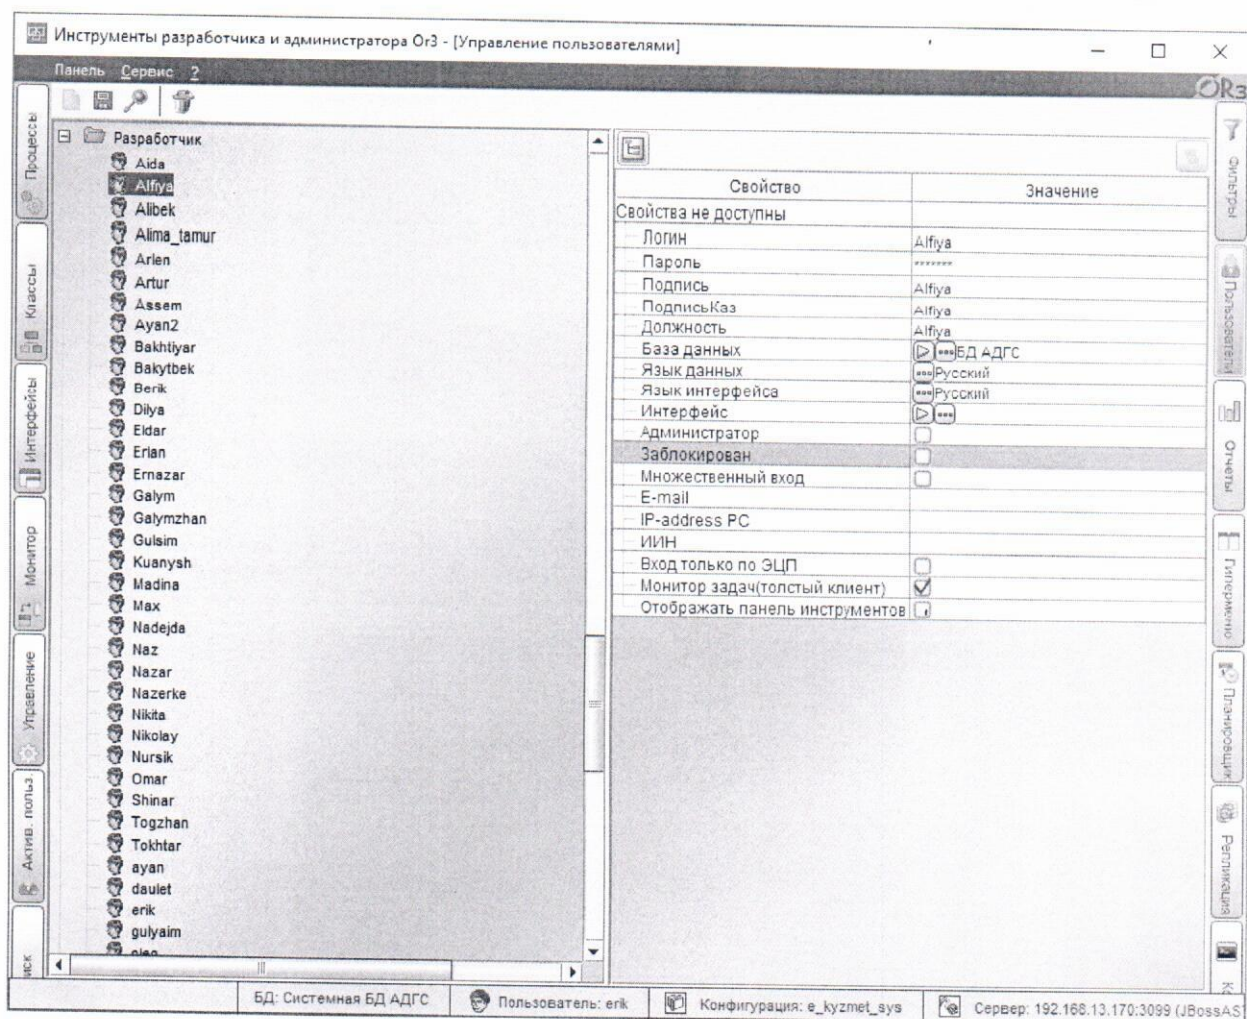 Инструменты разработчика и администратора Or3 - [Управление пользователями]
Панель Сервис ?
OR3
Процессы
Классы
Интерфейсы
Монитор
Управление
Актив. польз.
иск
Разработчик
Aida
Alfiya
Alibek
Alima_tamur
Arlen
Artur
Assem
Ayan2
Bakhtiyar
Bakytbek
Berik
Dilya
Eldar
Erlan
Ernazar
Galym
Galymzhan
Gulsim
Kuanysh
Madina
Max
Nadejda
Naz
Nazar
Nazerke
Nikita
Nikolay
Nursik
Omar
Shinar
Togzhan
Tokhtar
ayan
daulet
erik
gulyaim
oleg
Свойство Значение
Свойства не доступны
Логин Alfiya
Пароль *******
Подпись Alfiya
ПодписьКаз Alfiya
Должность Alfiya
База данных БД АДГС
Язык данных Русский
Язык интерфейса Русский
Интерфейс
Администратор
Заблокирован
Множественный вход
E-mail
IP-address PC
ИИН
Вход только по ЭЦП
Монитор задач(толстый клиент)
Отображать панель инструментов
Фильтры
Пользователи
Отчеты
Гиперменю
Планировщик
Репликация
Ко
БД: Системная БД АДГС Пользователь: erik Конфигурация: e_kyzmet_sys Сервер: 192.168.13.170:3099 (JBossAS)